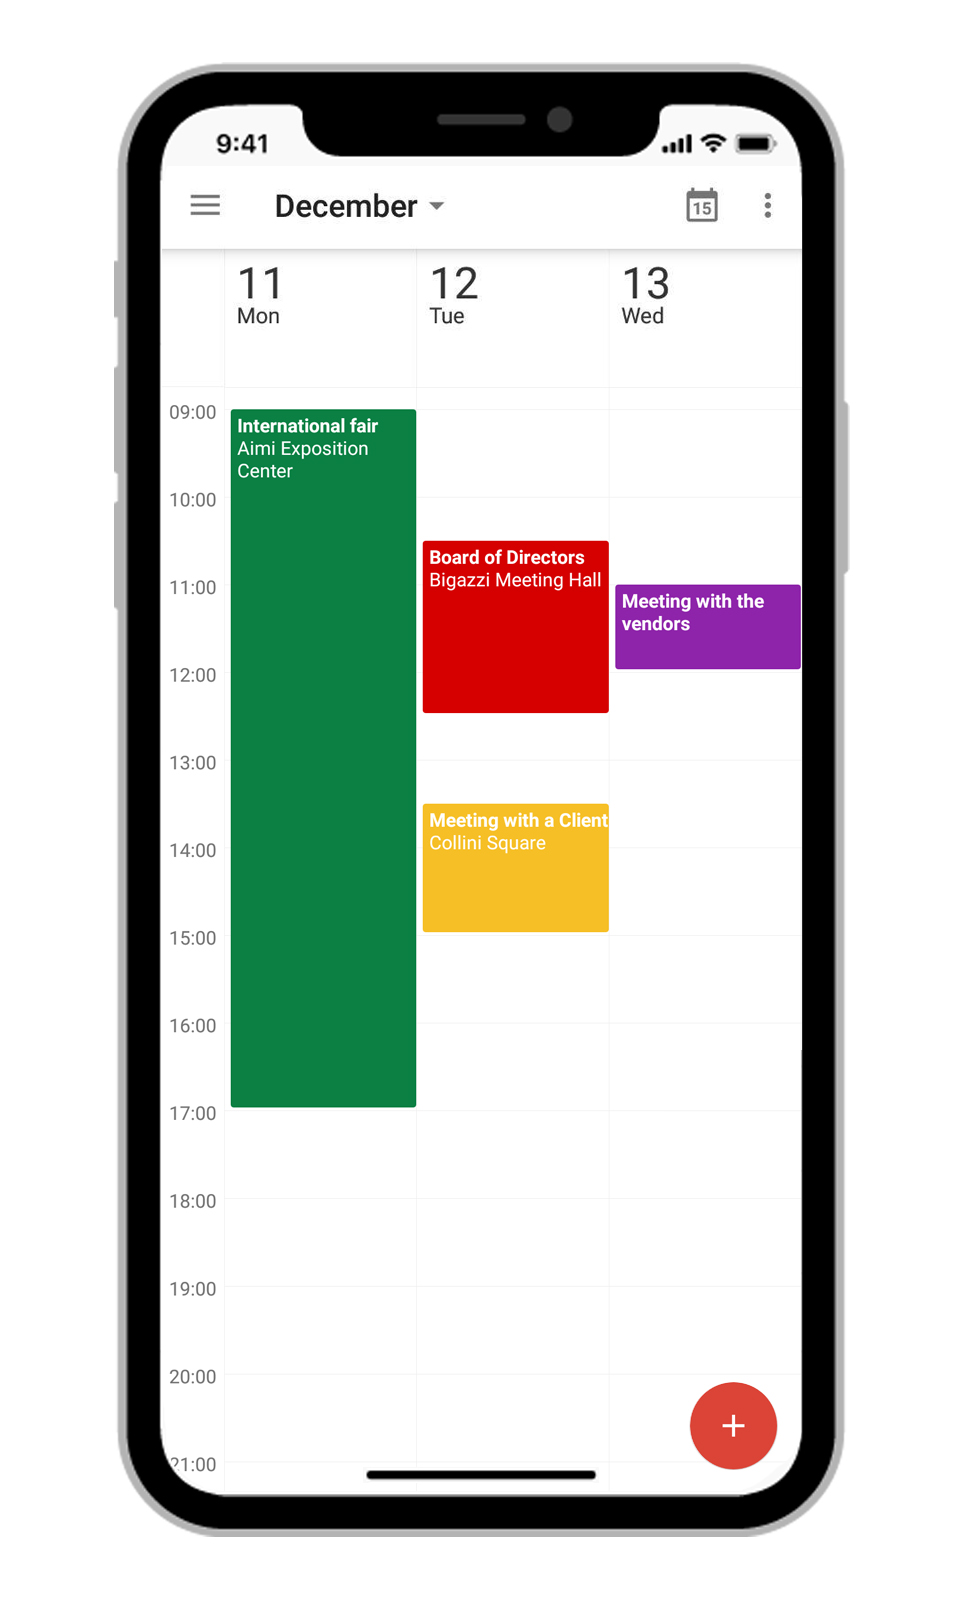 9:41
December
15
11
Mon
12
Tue
13
Wed
09:00
International fair
Aimi Exposition
Center
10:00
Board of Directors
Bigazzi Meeting Hall
11:00
Meeting with the
vendors
12:00
13:00
Meeting with a Client
Collini Square
14:00
15:00
16:00
17:00
18:00
19:00
20:00
+
21:00